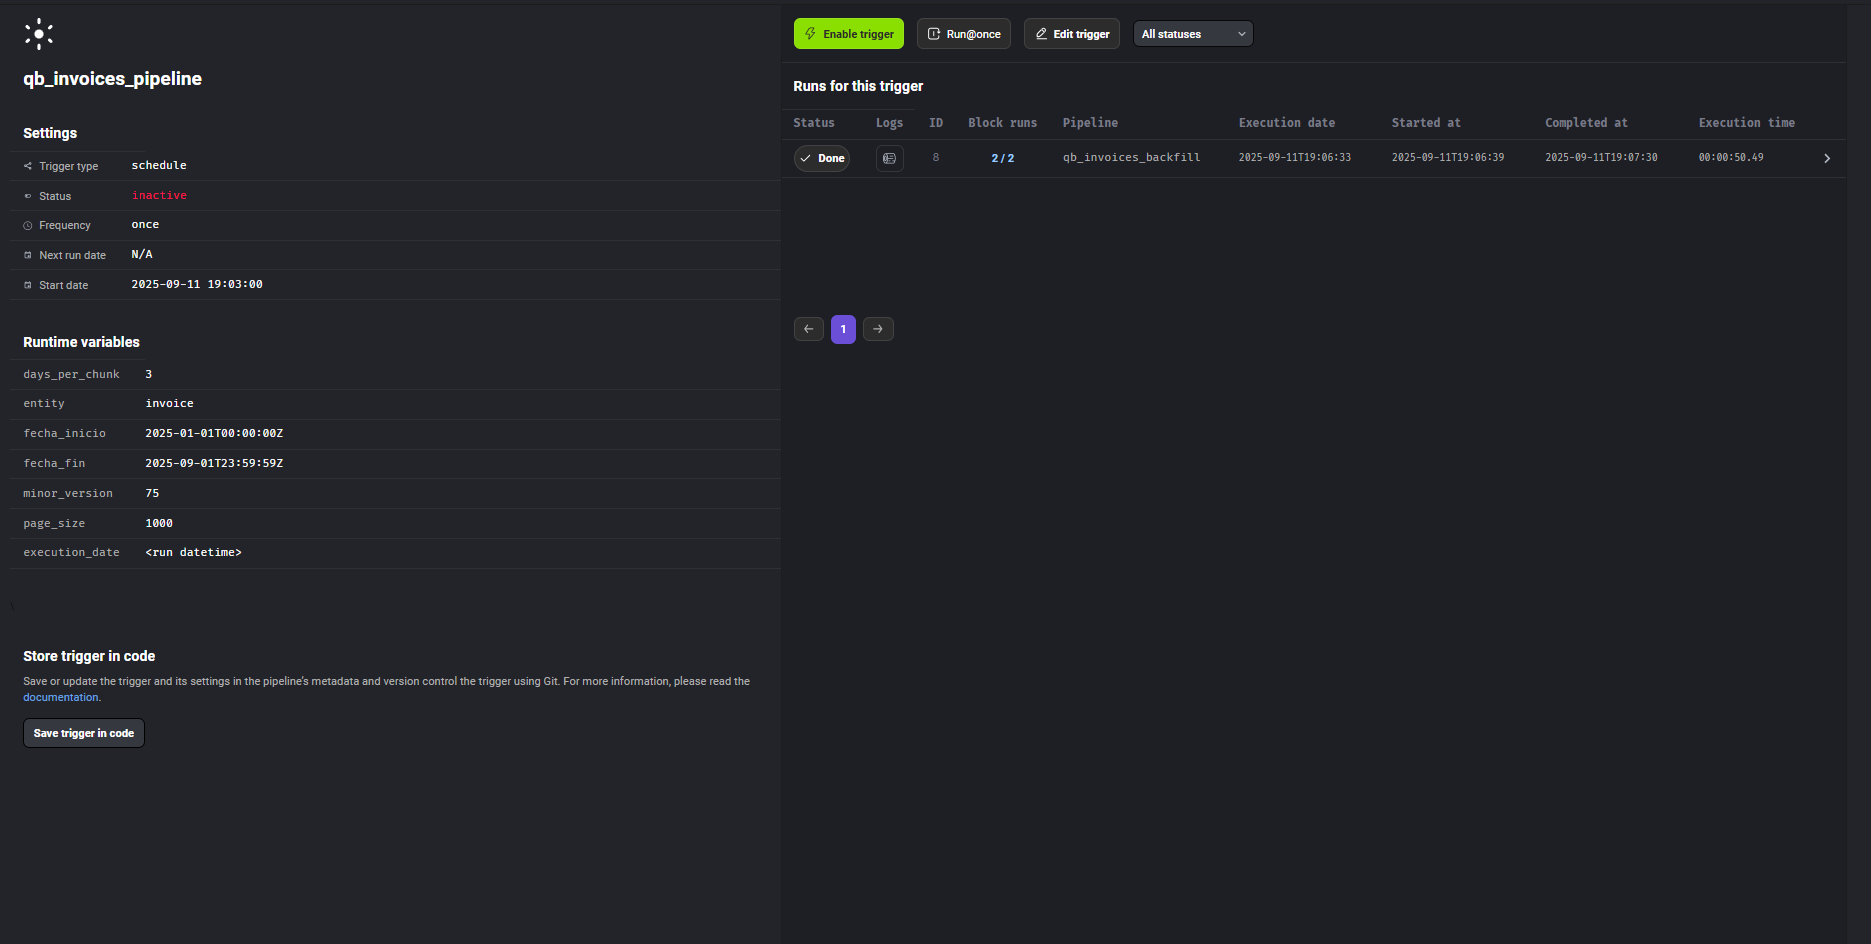 qb_invoices_pipeline
Settings
Trigger type schedule
Status inactive
Frequency once
Next run date N/A
Start date 2025-09-11 19:03:00
Runtime variables
days_per_chunk 3
entity invoice
fecha_inicio 2025-01-01T00:00:00Z
fecha_fin 2025-09-01T23:59:59Z
minor_version 75
page_size 1000
execution_date <run datetime>
Store trigger in code
Save or update the trigger and its settings in the pipeline's metadata and version control the trigger using Git. For more information, please read the
documentation.
Save trigger in code
Enable trigger Run@once Edit trigger All statuses
Runs for this trigger
Status Logs ID Block runs Pipeline Execution date Started at Completed at Execution time
Done 8 2/2 qb_invoices_backfill 2025-09-11T19:06:33 2025-09-11T19:06:39 2025-09-11T19:07:30 00:00:50.49
1